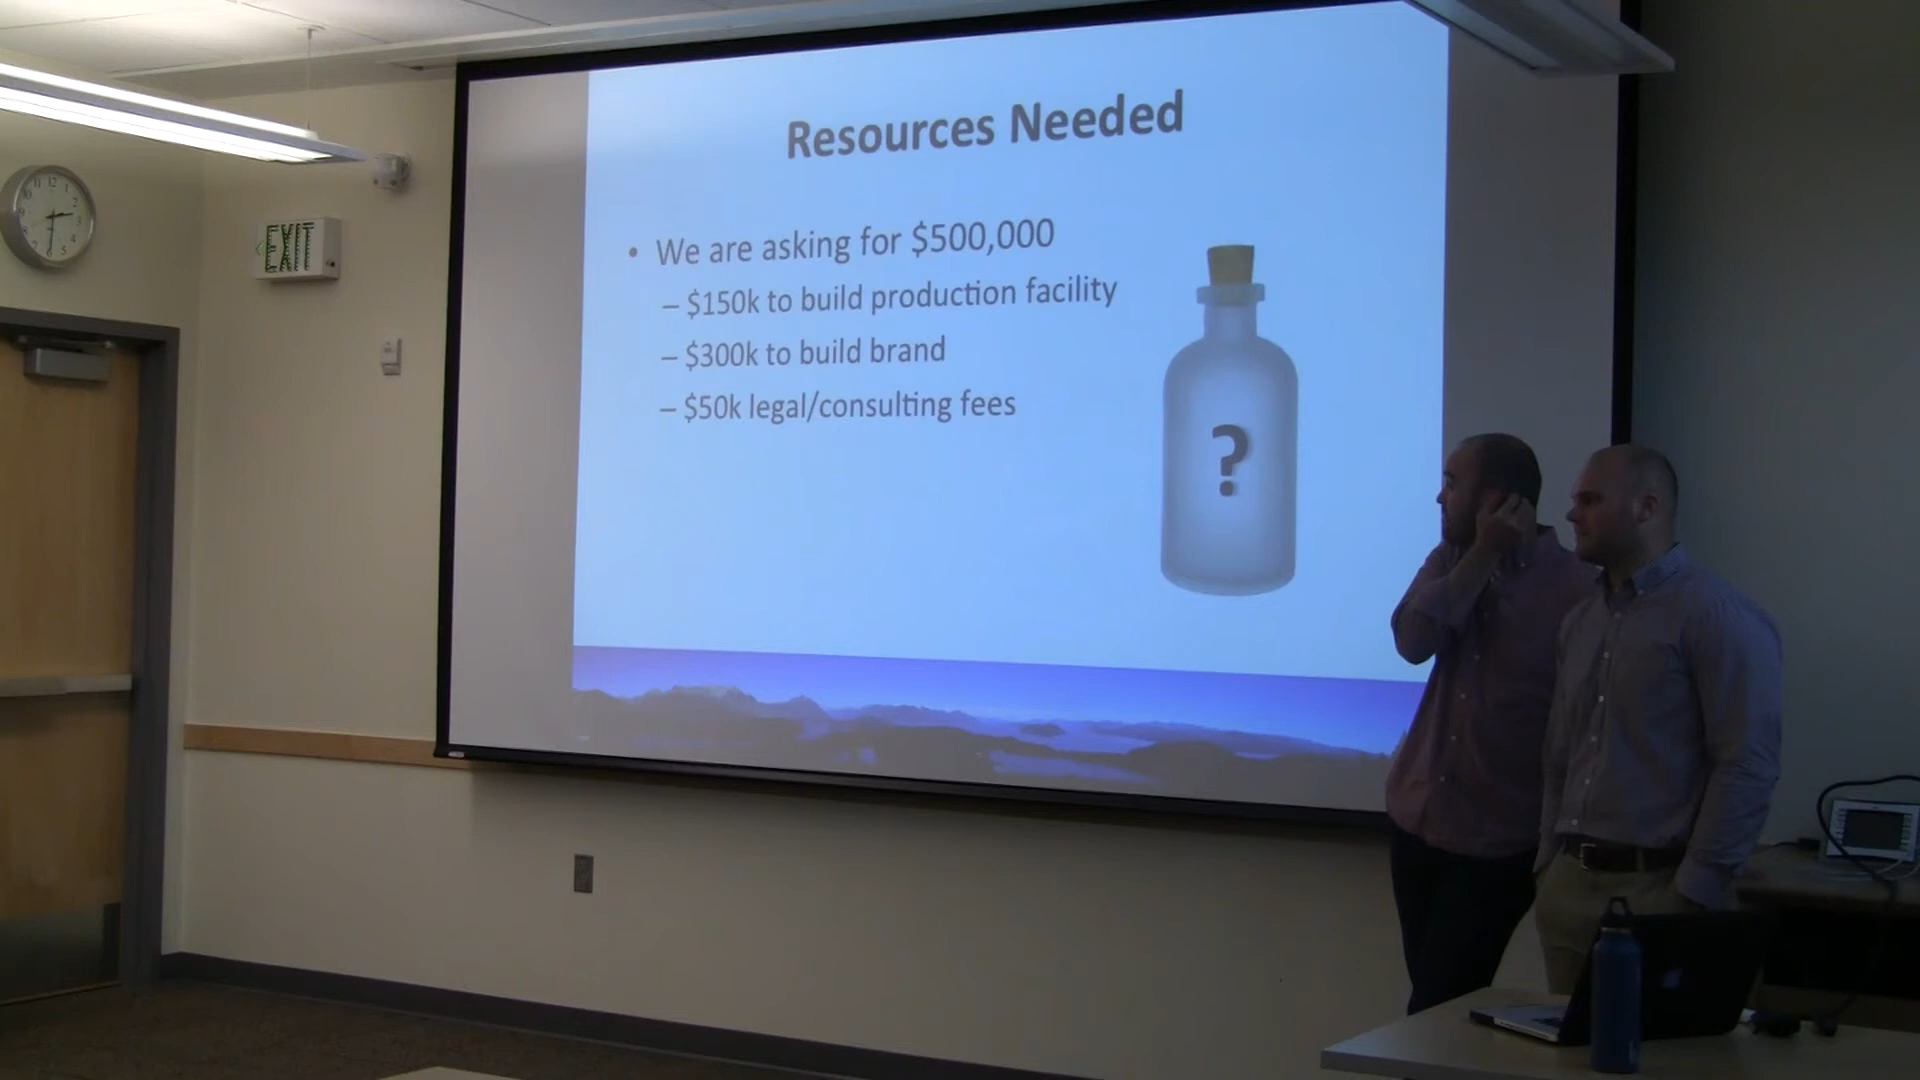 Resources Needed
• We are asking for $500,000
– $150k to build production facility
– $300k to build brand
– $50k legal/consulting fees
?
EXIT